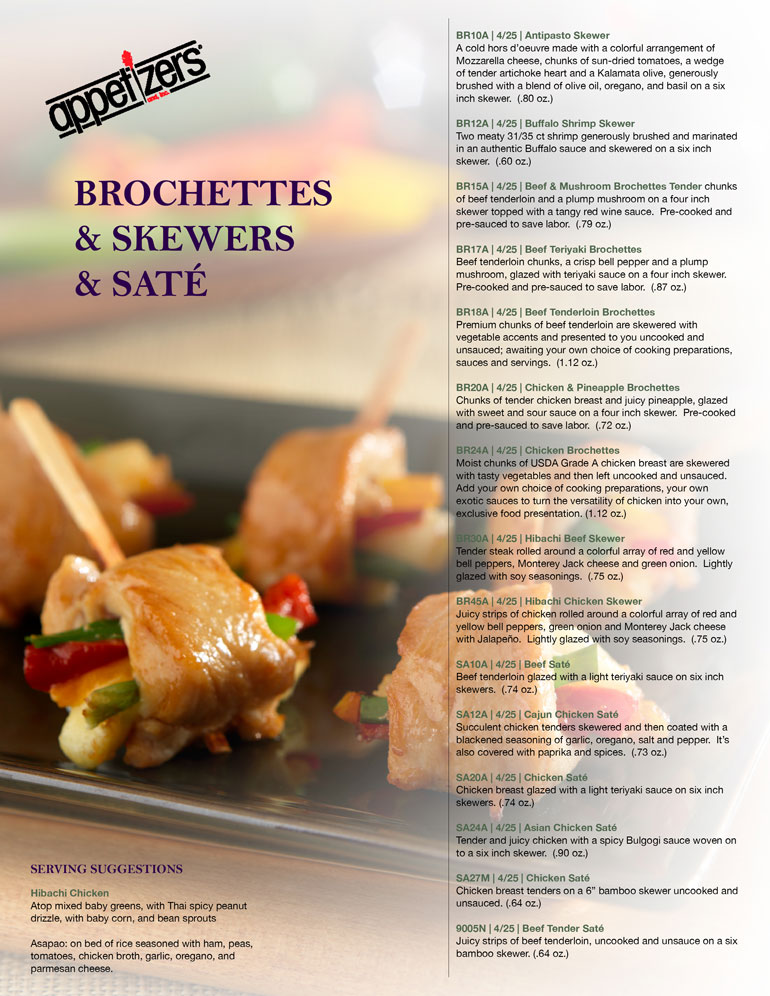 appetizers
and, inc.
BROCHETTES
& SKEWERS
& SATÉ
SERVING SUGGESTIONS
Hibachi Chicken
Atop mixed baby greens, with Thai spicy peanut
drizzle, with baby corn, and bean sprouts
Asapao: on bed of rice seasoned with ham, peas,
tomatoes, chicken broth, garlic, oregano, and
parmesan cheese.
BR10A | 4/25 | Antipasto Skewer
A cold hors d'oeuvre made with a colorful arrangement of
Mozzarella cheese, chunks of sun-dried tomatoes, a wedge
of tender artichoke heart and a Kalamata olive, generously
brushed with a blend of olive oil, oregano, and basil on a six
inch skewer. (.80 oz.)
BR12A | 4/25 | Buffalo Shrimp Skewer
Two meaty 31/35 ct shrimp generously brushed and marinated
in an authentic Buffalo sauce and skewered on a six inch
skewer. (.60 oz.)
BR15A | 4/25 | Beef & Mushroom Brochettes Tender chunks
of beef tenderloin and a plump mushroom on a four inch
skewer topped with a tangy red wine sauce. Pre-cooked and
pre-sauced to save labor. (.79 oz.)
BR17A | 4/25 | Beef Teriyaki Brochettes
Beef tenderloin chunks, a crisp bell pepper and a plump
mushroom, glazed with teriyaki sauce on a four inch skewer.
Pre-cooked and pre-sauced to save labor. (.87 oz.)
BR18A | 4/25 | Beef Tenderloin Brochettes
Premium chunks of beef tenderloin are skewered with
vegetable accents and presented to you uncooked and
unsauced; awaiting your own choice of cooking preparations,
sauces and servings. (1.12 oz.)
BR20A | 4/25 | Chicken & Pineapple Brochettes
Chunks of tender chicken breast and juicy pineapple, glazed
with sweet and sour sauce on a four inch skewer. Pre-cooked
and pre-sauced to save labor. (.72 oz.)
BR24A | 4/25 | Chicken Brochettes
Moist chunks of USDA Grade A chicken breast are skewered
with tasty vegetables and then left uncooked and unsauced.
Add your own choice of cooking preparations, your own
exotic sauces to turn the versatility of chicken into your own,
exclusive food presentation. (1.12 oz.)
BR30A | 4/25 | Hibachi Beef Skewer
Tender steak rolled around a colorful array of red and yellow
bell peppers, Monterey Jack cheese and green onion. Lightly
glazed with soy seasonings. (.75 oz.)
BR45A | 4/25 | Hibachi Chicken Skewer
Juicy strips of chicken rolled around a colorful array of red and
yellow bell peppers, green onion and Monterey Jack cheese
with Jalapeño. Lightly glazed with soy seasonings. (.75 oz.)
SA10A | 4/25 | Beef Saté
Beef tenderloin glazed with a light teriyaki sauce on six inch
skewers. (.74 oz.)
SA12A | 4/25 | Cajun Chicken Saté
Succulent chicken tenders skewered and then coated with a
blackened seasoning of garlic, oregano, salt and pepper. It's
also covered with paprika and spices. (.73 oz.)
SA20A | 4/25 | Chicken Saté
Chicken breast glazed with a light teriyaki sauce on six inch
skewers. (.74 oz.)
SA24A | 4/25 | Asian Chicken Saté
Tender and juicy chicken with a spicy Bulgogi sauce woven on
to a six inch skewer. (.90 oz.)
SA27M | 4/25 | Chicken Saté
Chicken breast tenders on a 6" bamboo skewer uncooked and
unsauced. (.64 oz.)
9005N | 4/25 | Beef Tender Saté
Juicy strips of beef tenderloin, uncooked and unsauce on a six
bamboo skewer. (.64 oz.)